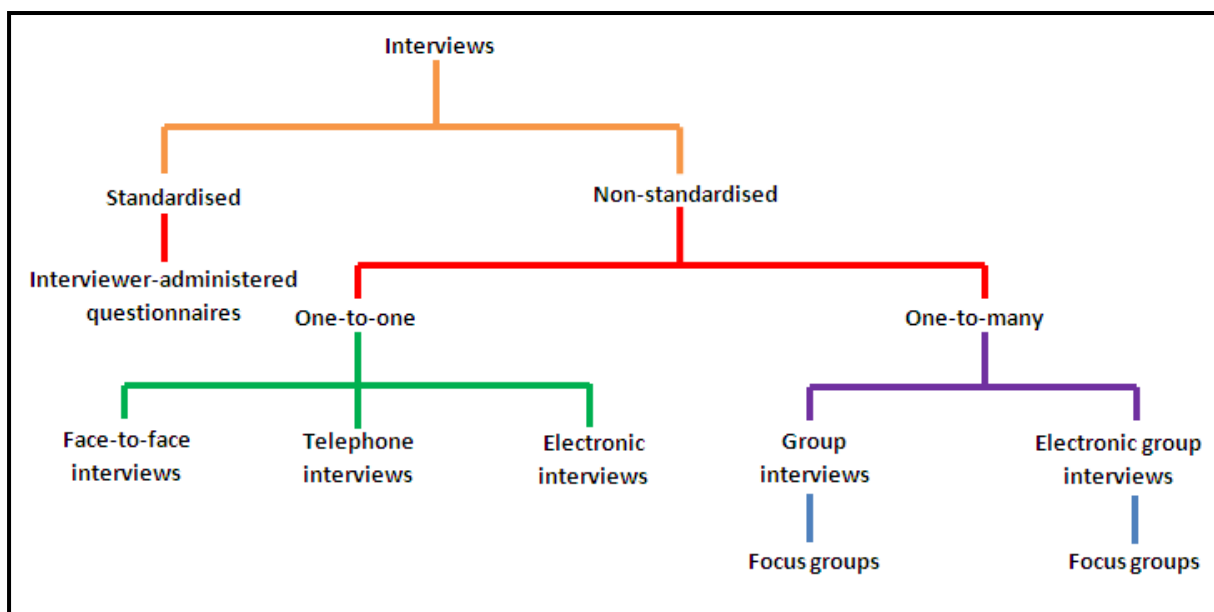 Interviews
Standardised
Non-standardised
Interviewer-administered
questionnaires
One-to-one
One-to-many
Face-to-face
interviews
Telephone
interviews
Electronic
interviews
Group
interviews
Electronic group
interviews
Focus groups
Focus groups